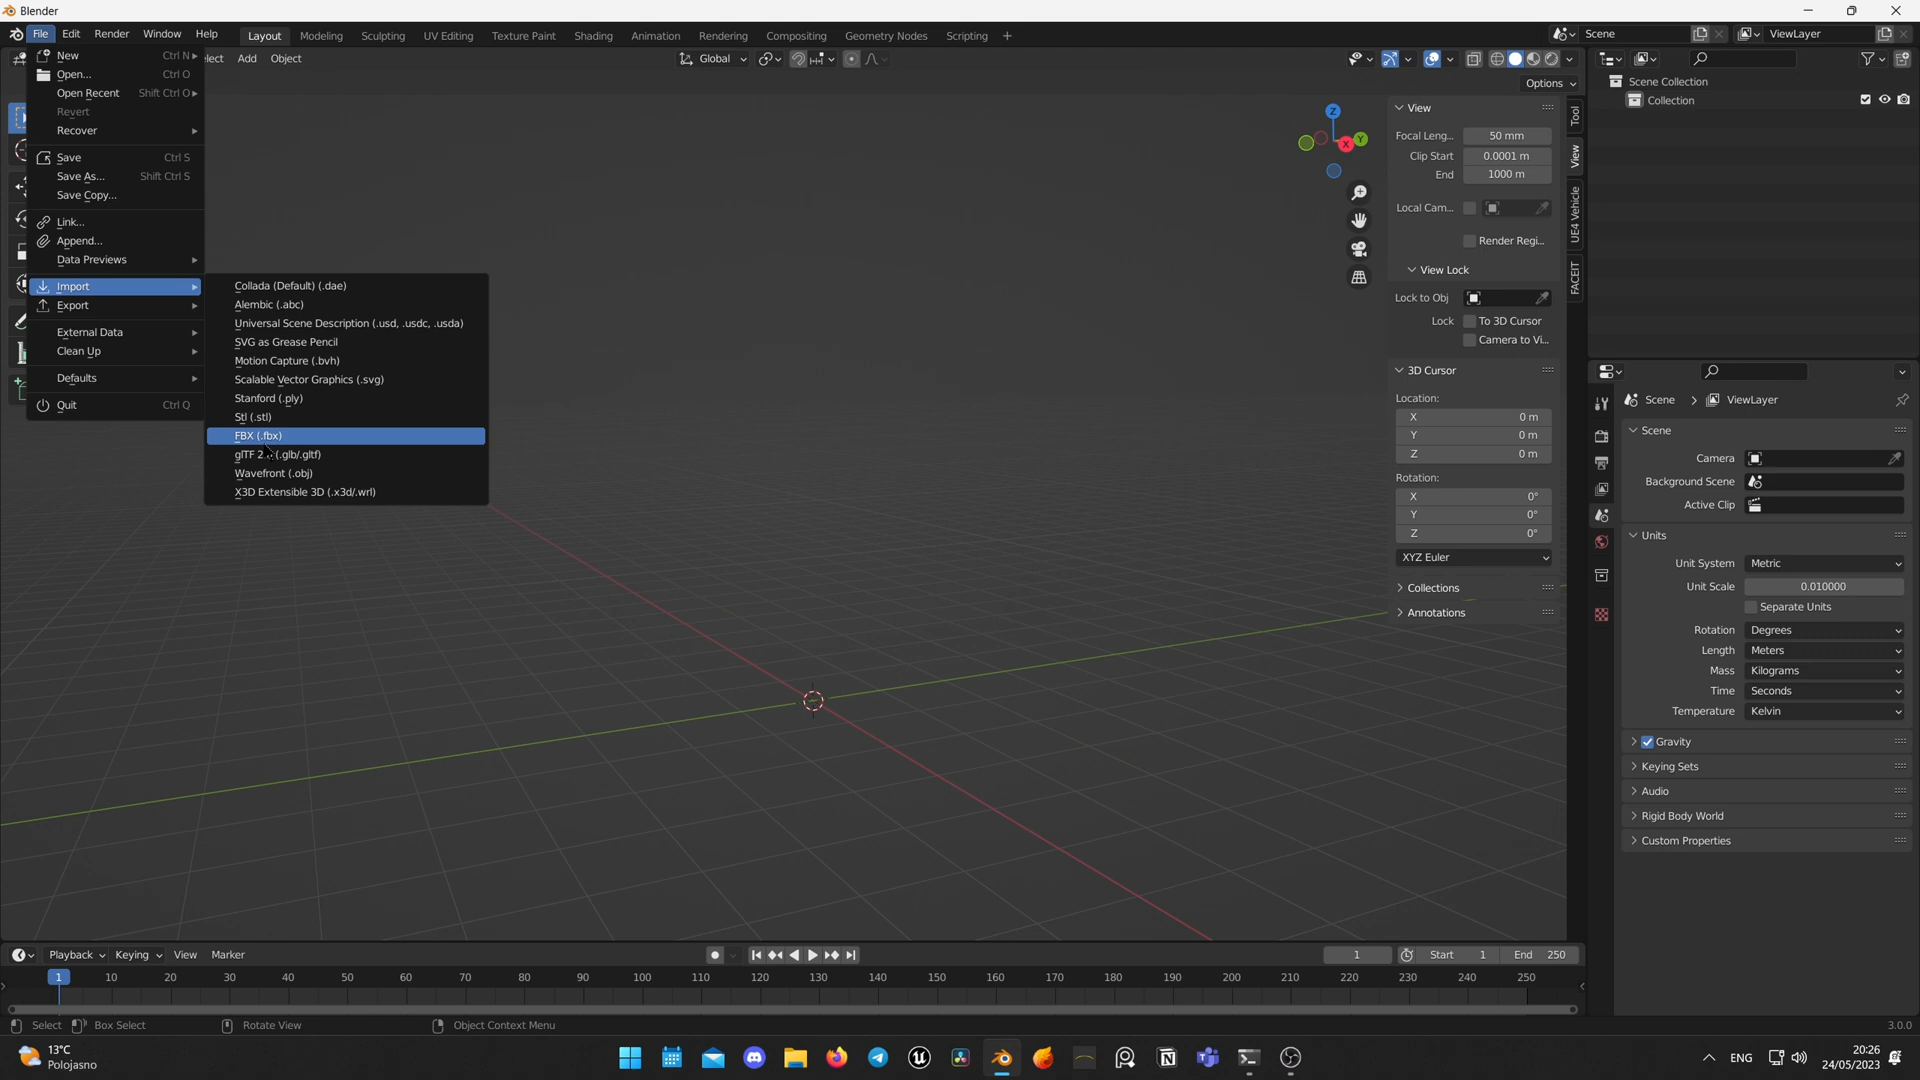 Blender
File Edit Render Window Help Layout Modeling Sculpting UV Editing Texture Paint Shading Animation Rendering Compositing Geometry Nodes Scripting + Scene ViewLayer
Add Object Global
Options
New Ctrl N
Open... Ctrl O
Open Recent Shift Ctrl O
Revert
Recover
Save Ctrl S
Save As... Shift Ctrl S
Save Copy...
Link...
Append...
Data Previews
Import
Export
External Data
Clean Up
Defaults
Quit Ctrl Q
Collada (Default) (.dae)
Alembic (.abc)
Universal Scene Description (.usd, .usdc, .usda)
SVG as Grease Pencil
Motion Capture (.bvh)
Scalable Vector Graphics (.svg)
Stanford (.ply)
Stl (.stl)
FBX (.fbx)
glTF (.glb/.gltf)
Wavefront (.obj)
X3D Extensible 3D (.x3d/.wrl)
Z
Y
X
View
Focal Leng... 50 mm
Clip Start 0.0001 m
End 1000 m
Local Cam...
Render Regi...
View Lock
Lock to Obj
Lock To 3D Cursor
Camera to Vi...
3D Cursor
Location:
X 0 m
Y 0 m
Z 0 m
Rotation:
X 0°
Y 0°
Z 0°
XYZ Euler
Collections
Annotations
Tool
View
UE4 Vehicle
FACEIT
Scene Collection
Collection
Scene > ViewLayer
Scene
Camera
Background Scene
Active Clip
Units
Unit System Metric
Unit Scale 0.010000
Separate Units
Rotation Degrees
Length Meters
Mass Kilograms
Time Seconds
Temperature Kelvin
Gravity
Keying Sets
Audio
Rigid Body World
Custom Properties
Playback Keying View Marker 1 Start 1 End 250
1 10 20 30 40 50 60 70 80 90 100 110 120 130 140 150 160 170 180 190 200 210 220 230 240 250
Select Box Select Rotate View Object Context Menu 3.0.0
13°C
Polojasno
ENG
20:26
24/05/2023